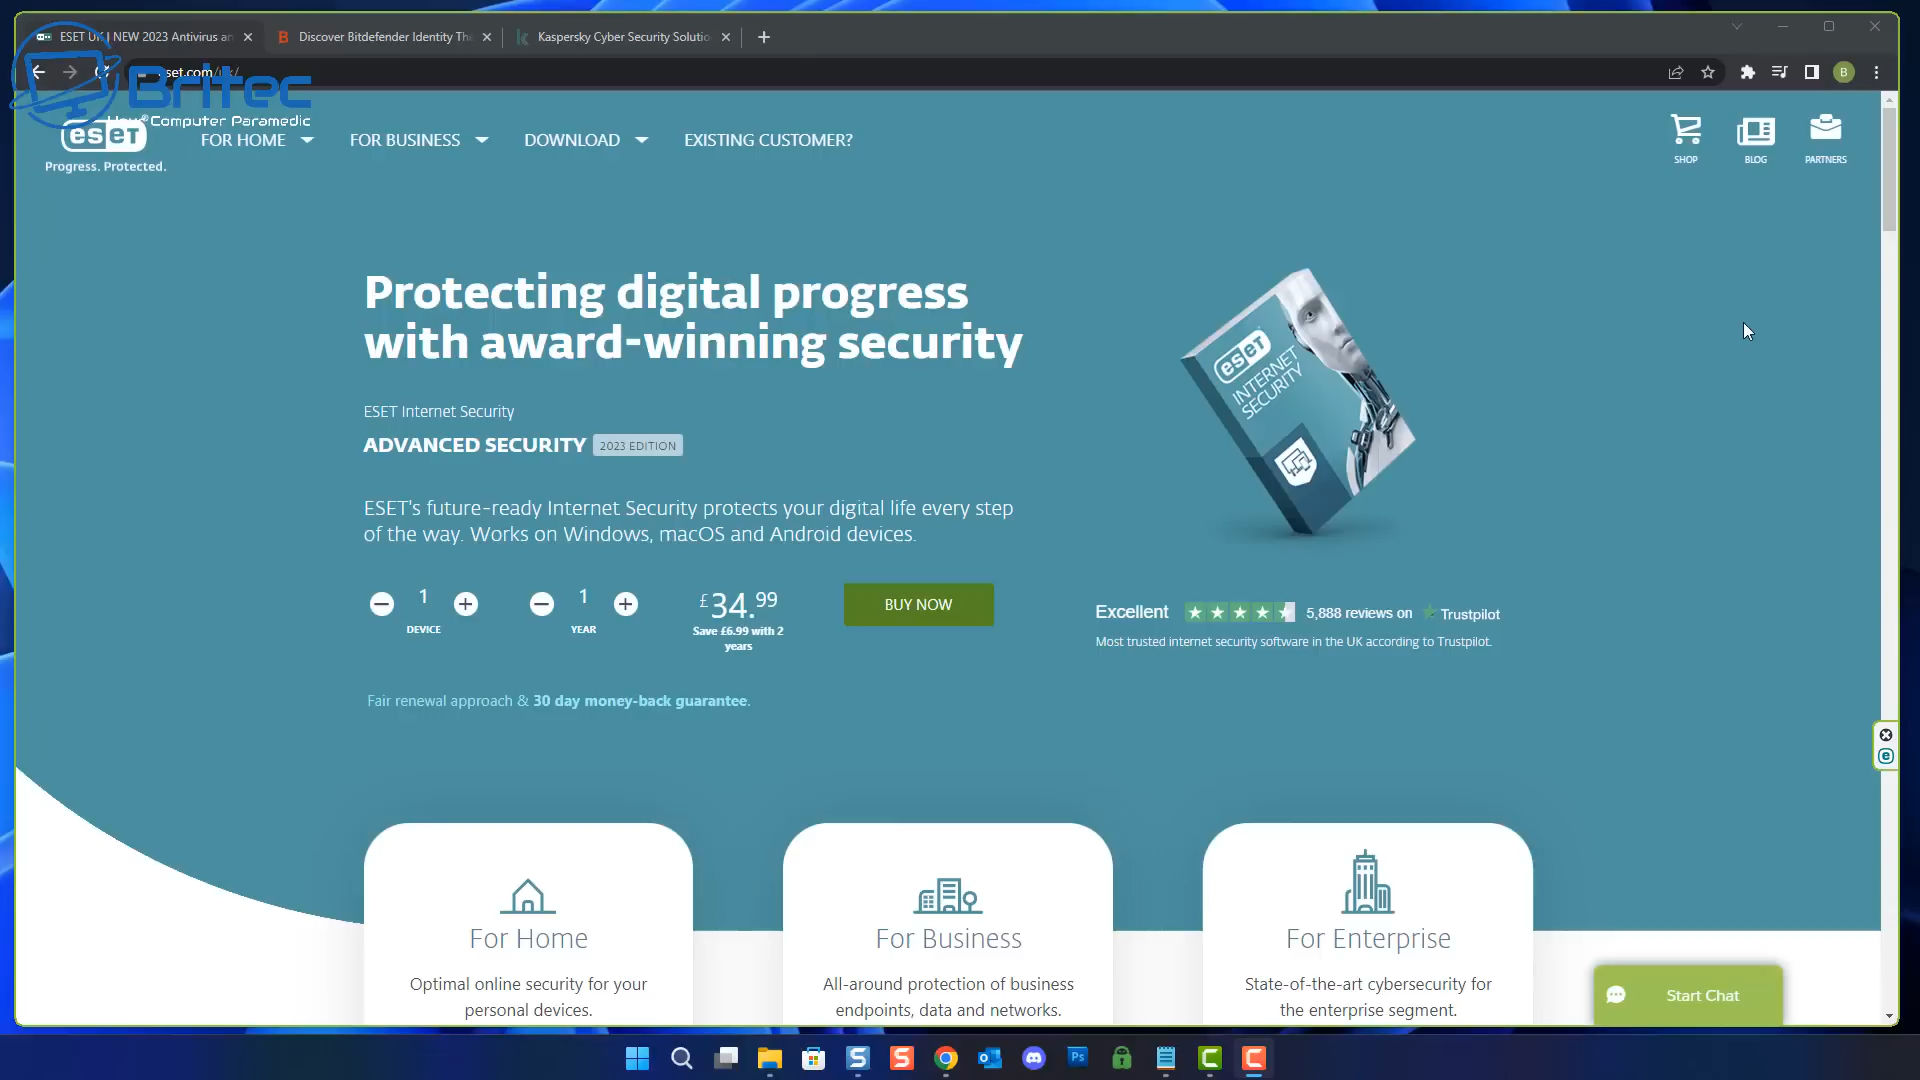 ESET UK | NEW 2023 Antivirus an
Discover Bitdefender Identity The
Kaspersky Cyber Security Solutio
eset.com/uk/
B
Britec
Your Computer Paramedic
eset
Progress. Protected.
FOR HOME
FOR BUSINESS
DOWNLOAD
EXISTING CUSTOMER?
SHOP
BLOG
PARTNERS
Protecting digital progress
with award-winning security
ESET Internet Security
ADVANCED SECURITY 2023 EDITION
ESET's future-ready Internet Security protects your digital life every step
of the way. Works on Windows, macOS and Android devices.
1
DEVICE
1
YEAR
£34.99
Save £6.99 with 2
years
BUY NOW
Fair renewal approach & 30 day money-back guarantee.
eset
INTERNET
SECURITY
Excellent 5,888 reviews on Trustpilot
Most trusted internet security software in the UK according to Trustpilot.
For Home
Optimal online security for your
personal devices.
For Business
All-around protection of business
endpoints, data and networks.
For Enterprise
State-of-the-art cybersecurity for
the enterprise segment.
Start Chat